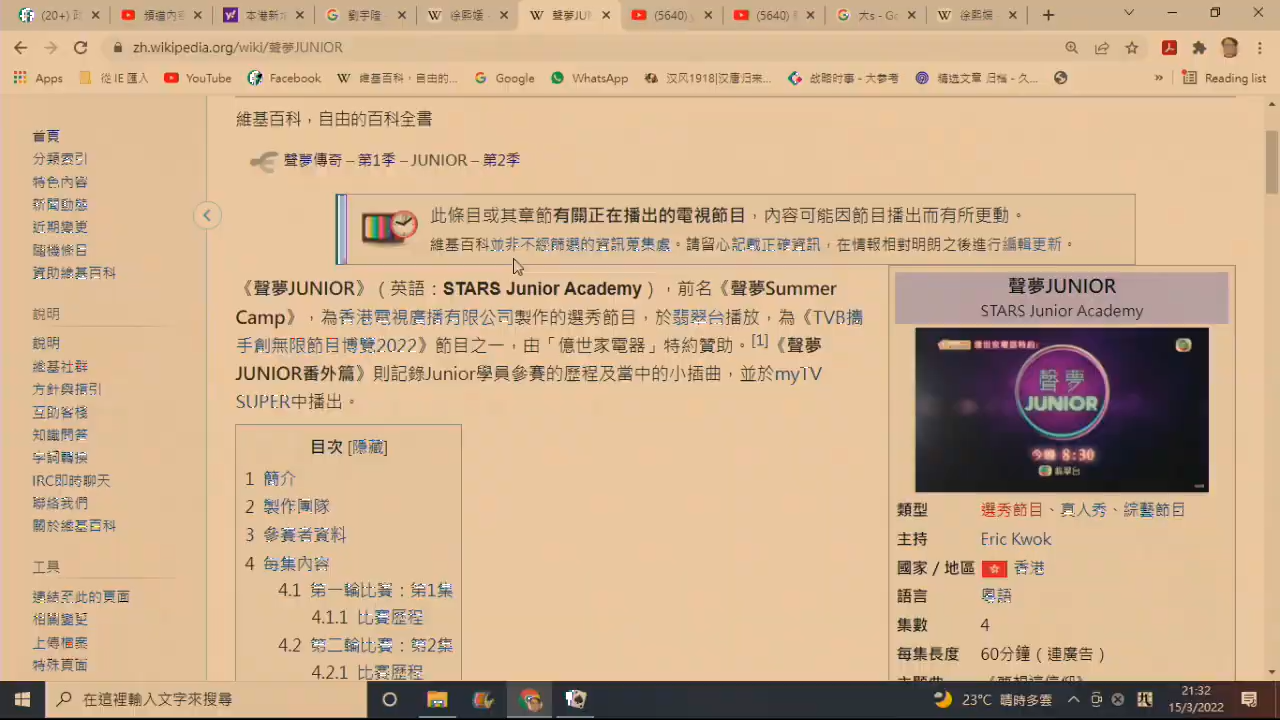 (20+)
頻道內容
本港新
Google
劉宇隆
徐熙媛
聲夢JUN
(5640)
(5640)
大s - Go
徐熙媛
zh.wikipedia.org/wiki/聲夢JUNIOR
Apps
從 IE 匯入
YouTube
Facebook
維基百科,自由的...
Google
WhatsApp
汉风1918|汉唐归来...
战略时事 - 大参考
精选文章 归档 - 久...
Reading list
維基百科,自由的百科全書
首頁
分類索引
特色內容
新聞動態
近期變更
隨機條目
資助維基百科
聲夢傳奇 – 第1季 – JUNIOR – 第2季
此條目或其章節有關正在播出的電視節目,內容可能因節目播出而有所更動。
維基百科並非不經篩選的資訊蒐集處。請留心記載正確資訊,在情報相對明朗之後進行編輯更新。
《聲夢JUNIOR》(英語:STARS Junior Academy),前名《聲夢Summer
Camp》,為香港電視廣播有限公司製作的選秀節目,於翡翠台播放,為《TVB攜
手創無限節目博覽2022》節目之一,由「億世家電器」特約贊助。[1]《聲夢
JUNIOR番外篇》則記錄Junior學員參賽的歷程及當中的小插曲,並於myTV
SUPER中播出。
說明
說明
維基社群
方針與指引
互助客棧
知識問答
字詞轉換
IRC即時聊天
聯絡我們
關於維基百科
工具
連結至此的頁面
相關變更
上傳檔案
特殊頁面
目次 [隱藏]
1 簡介
2 製作團隊
3 參賽者資料
4 每集內容
4.1 第一輪比賽:第1集
4.1.1 比賽歷程
4.2 第二輪比賽:第2集
4.2.1 比賽歷程
聲夢JUNIOR
STARS Junior Academy
億世家電器特約:
聲夢
JUNIOR
今晚 8:30
翡翠台
類型 選秀節目、真人秀、綜藝節目
主持 Eric Kwok
國家/地區 香港
語言 粵語
集數 4
每集長度 60分鐘(連廣告)
在這裡輸入文字來搜尋
23°C 晴時多雲
21:32
15/3/2022